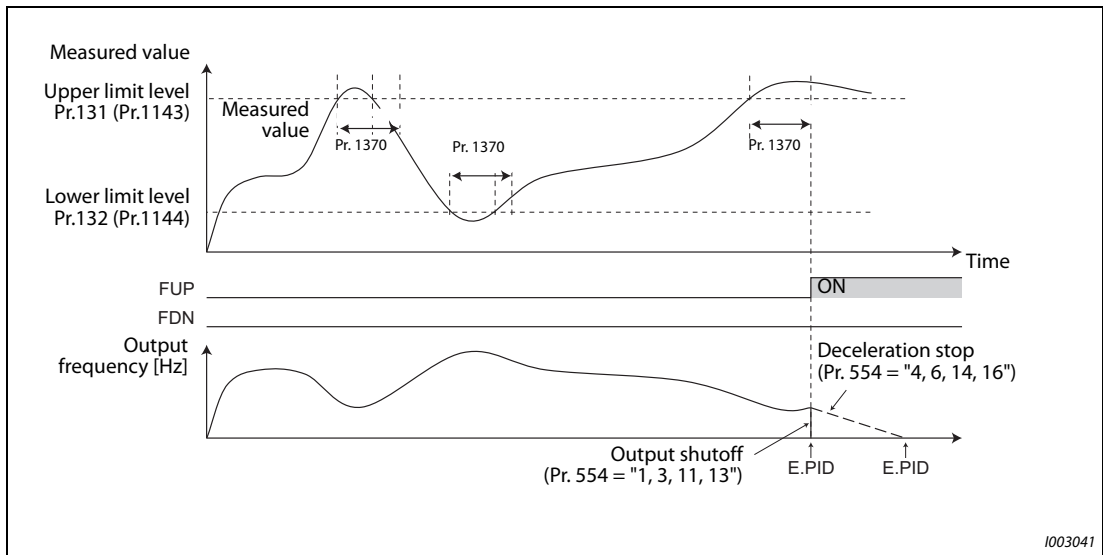 Measured value
Upper limit level
Pr.131 (Pr.1143)
Measured
value
Pr. 1370
Pr. 1370
Pr. 1370
Lower limit level
Pr.132 (Pr.1144)
Time
FUP
ON
FDN
Output
frequency [Hz]
Deceleration stop
(Pr. 554 = "4, 6, 14, 16")
Output shutoff
(Pr. 554 = "1, 3, 11, 13")
E.PID
E.PID
I003041